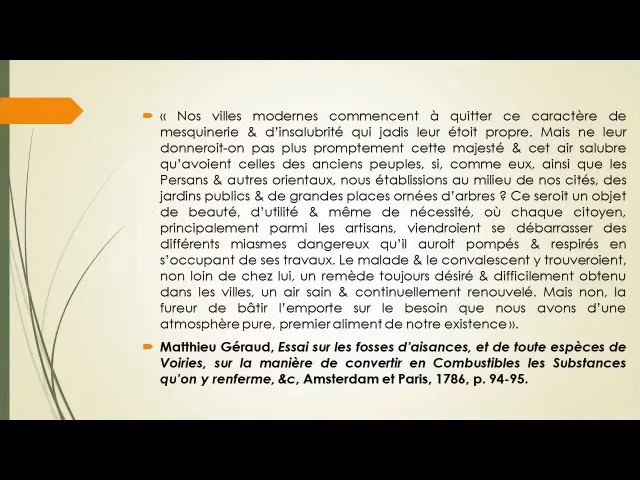 « Nos villes modernes commencent à quitter ce caractère de
mesquinerie & d’insalubrité qui jadis leur étoit propre. Mais ne leur
donneroit-on pas plus promptement cette majesté & cet air salubre
qu’avoient celles des anciens peuples, si, comme eux, ainsi que les
Persans & autres orientaux, nous établissions au milieu de nos cités, des
jardins publics & de grandes places ornées d’arbres ? Ce seroit un objet
de beauté, d’utilité & même de nécessité, où chaque citoyen,
principalement parmi les artisans, viendroient se débarrasser des
différents miasmes dangereux qu’il auroit pompés & respirés en
s’occupant de ses travaux. Le malade & le convalescent y trouveroient,
non loin de chez lui, un remède toujours désiré & difficilement obtenu
dans les villes, un air sain & continuellement renouvelé. Mais non, la
fureur de bâtir l’emporte sur le besoin que nous avons d’une
atmosphère pure, premier aliment de notre existence ».
Matthieu Géraud, Essai sur les fosses d’aisances, et de toute espèces de
Voiries, sur la manière de convertir en Combustibles les Substances
qu’on y renferme, &c, Amsterdam et Paris, 1786, p. 94-95.